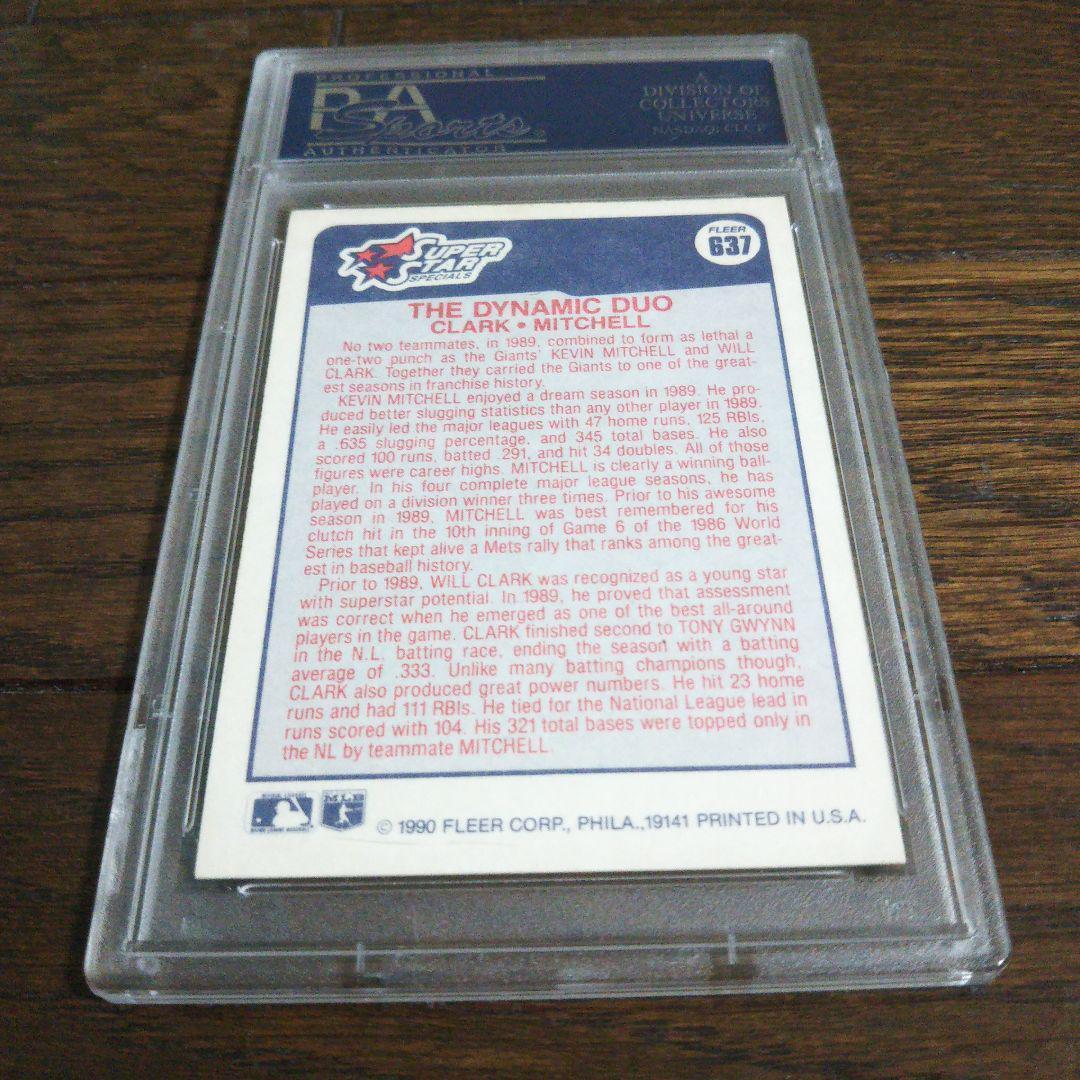 PROFESSIONAL
PSA
Sports
AUTHENTICATOR
A
DIVISION OF
COLLECTORS
UNIVERSE
NASDAQ: CLCT
SUPER
STAR
SPECIALS
FLEER
637
THE DYNAMIC DUO
CLARK • MITCHELL
No two teammates, in 1989, combined to form as lethal a
one-two punch as the Giants' KEVIN MITCHELL and WILL
CLARK. Together they carried the Giants to one of the great-
est seasons in franchise history.
KEVIN MITCHELL enjoyed a dream season in 1989. He pro-
duced better slugging statistics than any other player in 1989.
He easily led the major leagues with 47 home runs, 125 RBIs,
a .635 slugging percentage, and 345 total bases. He also
scored 100 runs, batted .291, and hit 34 doubles. All of those
figures were career highs. MITCHELL is clearly a winning ball-
player. In his four complete major league seasons, he has
played on a division winner three times. Prior to his awesome
season in 1989, MITCHELL was best remembered for his
clutch hit in the 10th inning of Game 6 of the 1986 World
Series that kept alive a Mets rally that ranks among the great-
est in baseball history.
Prior to 1989, WILL CLARK was recognized as a young star
with superstar potential. In 1989, he proved that assessment
was correct when he emerged as one of the best all-around
players in the game. CLARK finished second to TONY GWYNN
in the N.L. batting race, ending the season with a batting
average of .333. Unlike many batting champions though,
CLARK also produced great power numbers. He hit 23 home
runs and had 111 RBIs. He tied for the National League lead in
runs scored with 104. His 321 total bases were topped only in
the NL by teammate MITCHELL.
MLB
© 1990 FLEER CORP., PHILA.,19141 PRINTED IN U.S.A.